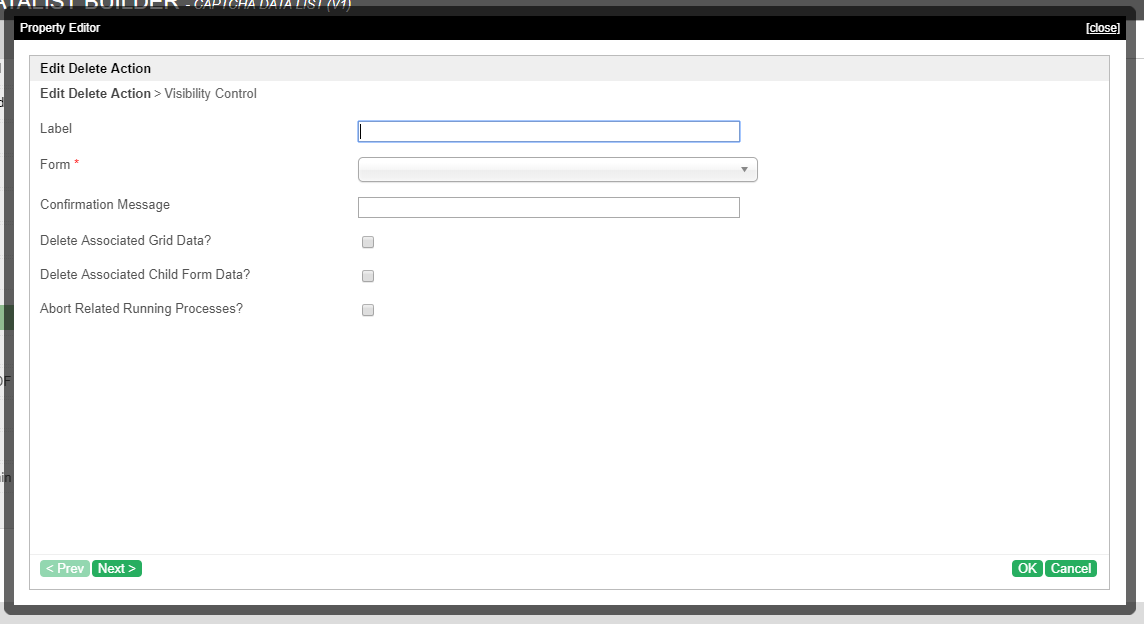 DATALIST BUILDER - CAPTCHA DATA LIST (V1)
Property Editor
[close]
Edit Delete Action
Edit Delete Action > Visibility Control
Label
Form *
Confirmation Message
Delete Associated Grid Data?
Delete Associated Child Form Data?
Abort Related Running Processes?
< Prev Next >
OK Cancel